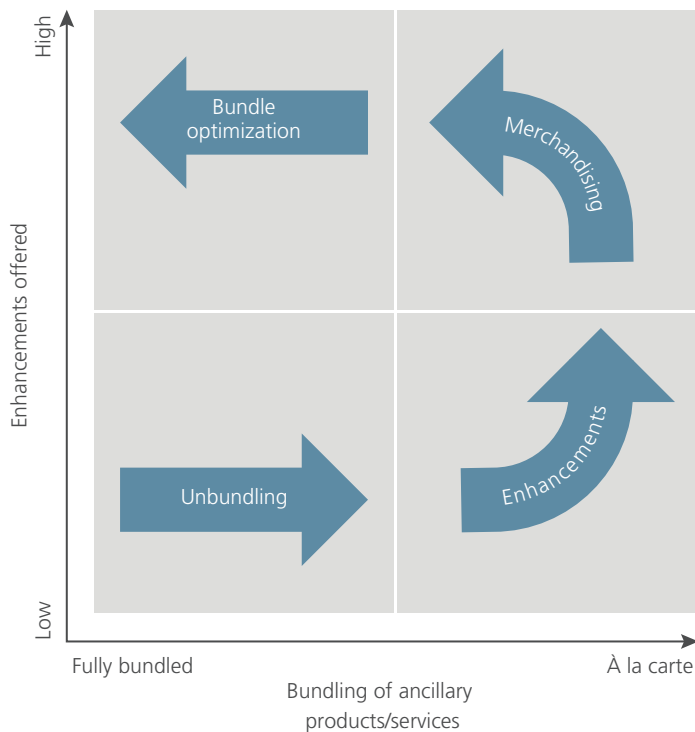 High
Bundle
optimization
Merchandising
Enhancements offered
Unbundling
Enhancements
Low
Fully bundled
À la carte
Bundling of ancillary
products/services